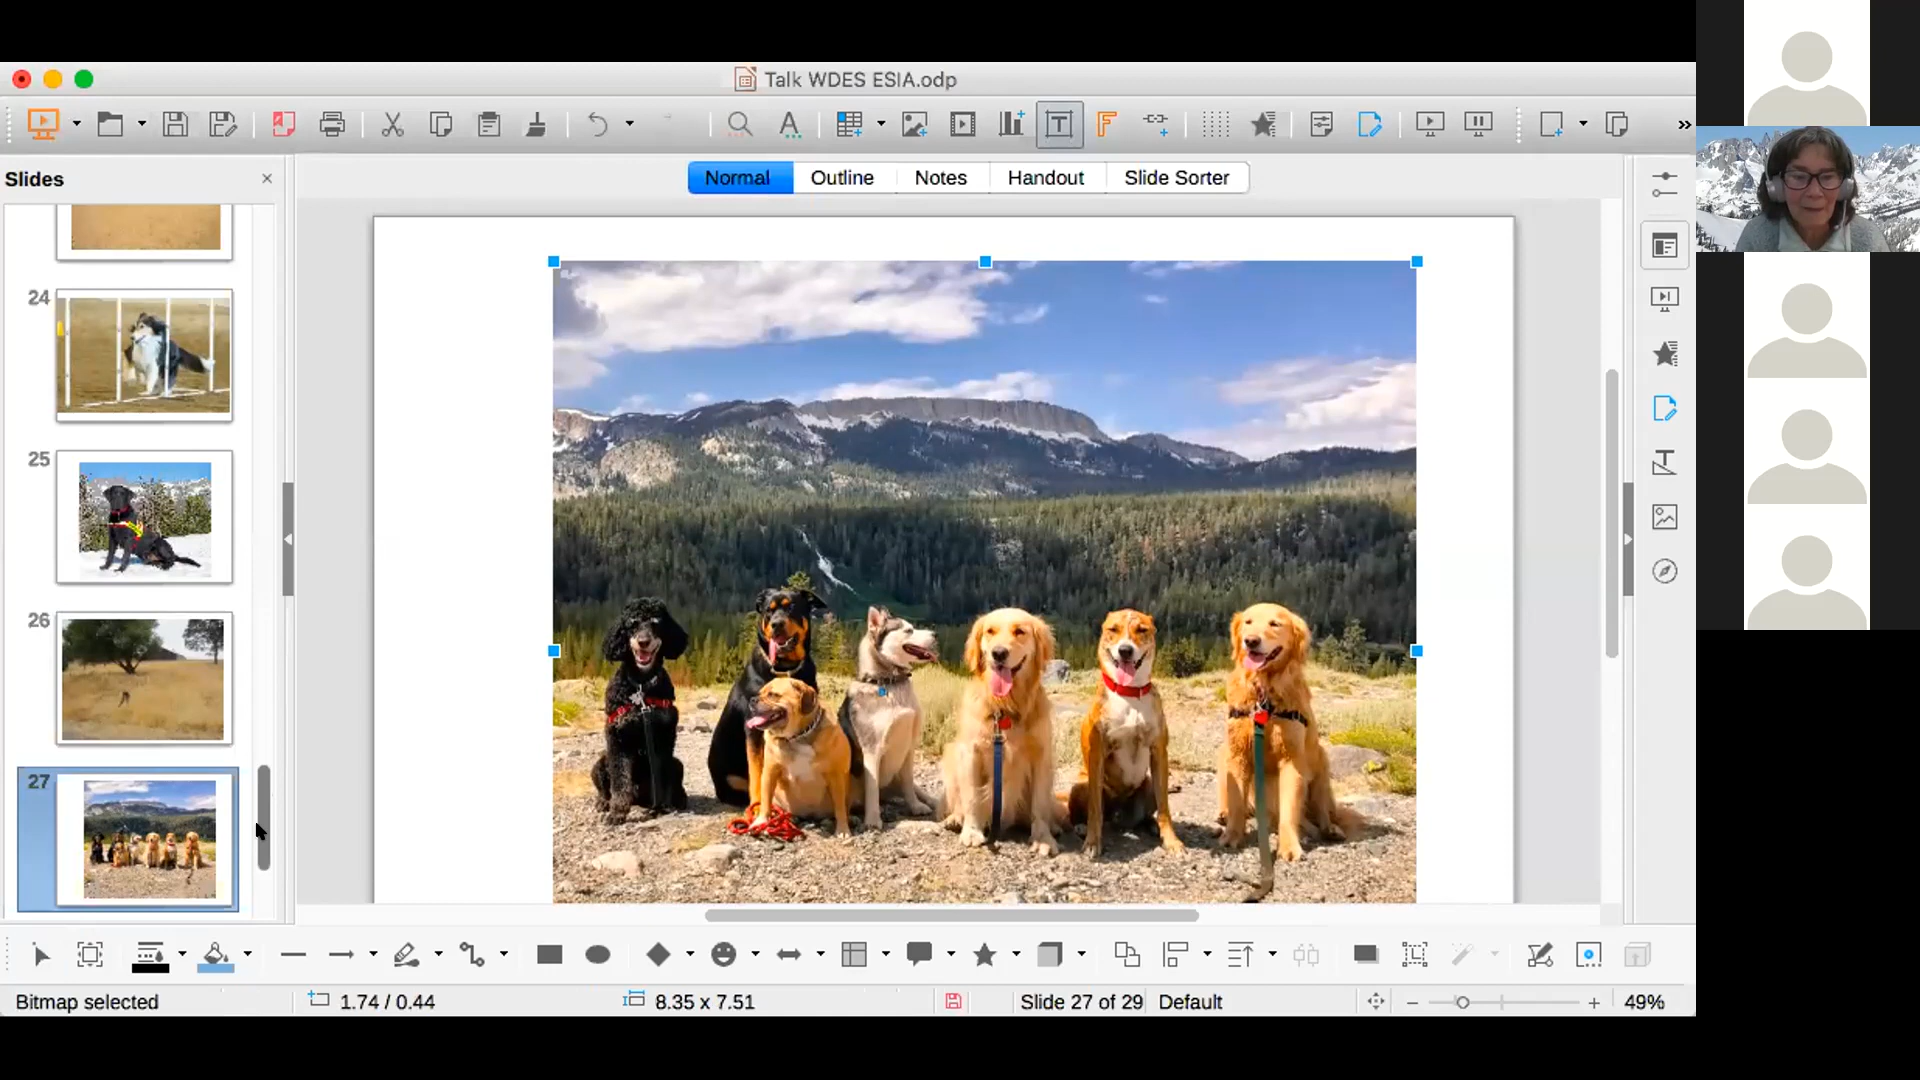 Talk WDES ESIA.odp
Slides
Normal Outline Notes Handout Slide Sorter
24
25
26
27
Bitmap selected 1.74 / 0.44 8.35 x 7.51 Slide 27 of 29 Default 49%